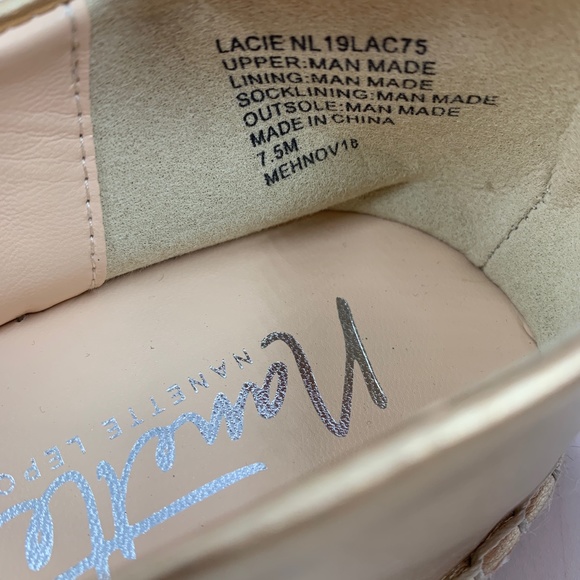 LACIE NL19LAC75
UPPER:MAN MADE
LINING:MAN MADE
SOCKLINING:MAN MADE
OUTSOLE:MAN MADE
MADE IN CHINA
7.5M
MEHNOV18
Nanette
NANETTE LEPO